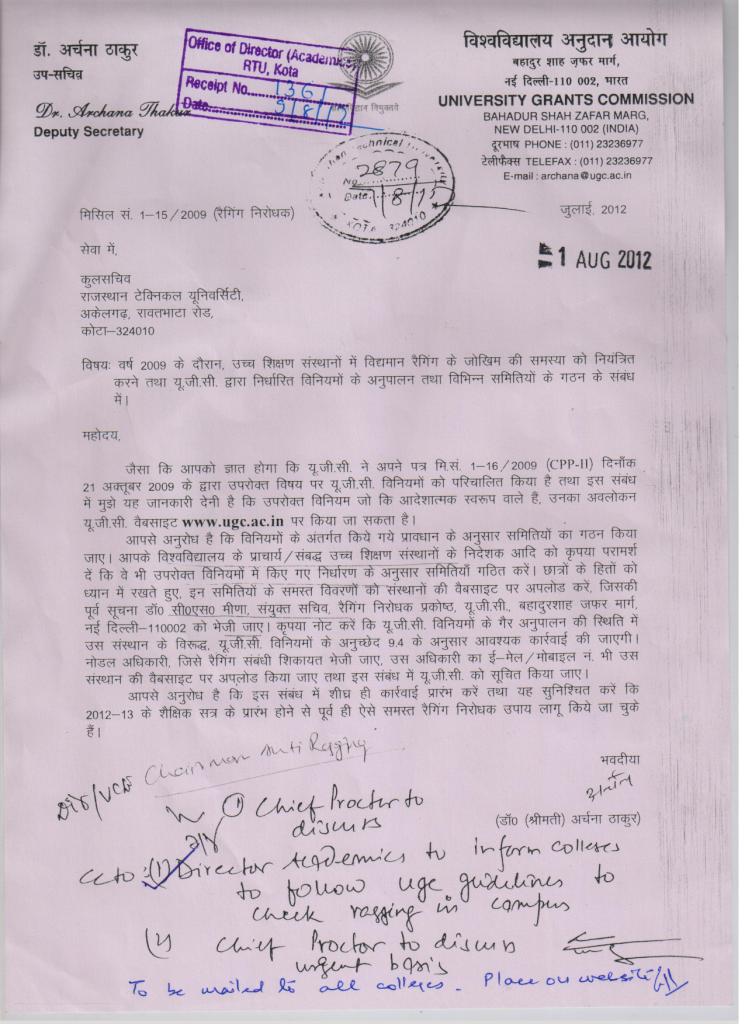 डॉ. अर्चना ठाकुर
उप-सचिव
Dr. Archana Thakur
Deputy Secretary
Office of Director (Academics)
RTU, Kota
Receipt No. 1361
Date 3/8/12
विश्वविद्यालय अनुदान आयोग
बहादुर शाह ज़फर मार्ग,
नई दिल्ली-110 002, भारत
UNIVERSITY GRANTS COMMISSION
BAHADUR SHAH ZAFAR MARG,
NEW DELHI-110 002 (INDIA)
दूरभाष PHONE : (011) 23236977
टेलीफैक्स TELEFAX : (011) 23236977
E-mail : archana@ugc.ac.in
Technical University
No. 2879
Date 7/8/12
KOTA 324010
मिसिल सं. 1-15/2009 (रैगिंग निरोधक)
जुलाई, 2012
1 AUG 2012
सेवा में,
कुलसचिव
राजस्थान टेक्निकल यूनिवर्सिटी,
अकेलगढ़, रावतभाटा रोड,
कोटा-324010
विषयः वर्ष 2009 के दौरान, उच्च शिक्षण संस्थानों में विद्यमान रैगिंग के जोखिम की समस्या को नियंत्रित
करने तथा यू.जी.सी. द्वारा निर्धारित विनियमों के अनुपालन तथा विभिन्न समितियों के गठन के संबंध
में।
महोदय,
जैसा कि आपको ज्ञात होगा कि यू.जी.सी. ने अपने पत्र मि.सं. 1-16/2009 (CPP-II) दिनाँक
21 अक्तूबर 2009 के द्वारा उपरोक्त विषय पर यू.जी.सी. विनियमों को परिचालित किया है तथा इस संबंध
में मुझे यह जानकारी देनी है कि उपरोक्त विनियम जो कि आदेशात्मक स्वरूप वाले हैं, उनका अवलोकन
यू.जी.सी. वैबसाइट www.ugc.ac.in पर किया जा सकता है।
आपसे अनुरोध है कि विनियमों के अंतर्गत किये गये प्रावधान के अनुसार समितियों का गठन किया
जाए। आपके विश्वविद्यालय के प्राचार्य/संबद्ध उच्च शिक्षण संस्थानों के निदेशक आदि को कृपया परामर्श
दें कि वे भी उपरोक्त विनियमों में किए गए निर्धारण के अनुसार समितियाँ गठित करें। छात्रों के हितों को
ध्यान में रखते हुए, इन समितियों के समस्त विवरणों को संस्थानों की वैबसाइट पर अपलोड करें, जिसकी
पूर्व सूचना डॉ0 सी0एस0 मीणा, संयुक्त सचिव, रैगिंग निरोधक प्रकोष्ठ, यू.जी.सी., बहादुरशाह जफर मार्ग,
नई दिल्ली-110002 को भेजी जाए। कृपया नोट करें कि यू.जी.सी. विनियमों के गैर अनुपालन की स्थिति में
उस संस्थान के विरूद्ध, यू.जी.सी. विनियमों के अनुच्छेद 9.4 के अनुसार आवश्यक कार्रवाई की जाएगी।
नोडल अधिकारी, जिसे रैगिंग संबंधी शिकायत भेजी जाए, उस अधिकारी का ई-मेल/मोबाइल नं. भी उस
संस्थान की वैबसाइट पर अपलोड किया जाए तथा इस संबंध में यू.जी.सी. को सूचित किया जाए।
आपसे अनुरोध है कि इस संबंध में शीघ्र ही कार्रवाई प्रारंभ करें तथा यह सुनिश्चित करें कि
2012-13 के शैक्षिक सत्र के प्रारंभ होने से पूर्व ही ऐसे समस्त रैगिंग निरोधक उपाय लागू किये जा चुके
हैं।
भवदीया
(डॉ0 (श्रीमती) अर्चना ठाकुर)
Chairman Anti Ragging
(1) Chief Proctor to
discuss
cc to :(1) Director Academics to inform colleges
to follow ugc guidelines to
check ragging in campus
(2) Chief Proctor to discuss
urgent basis
To be mailed to all colleges. Place on website